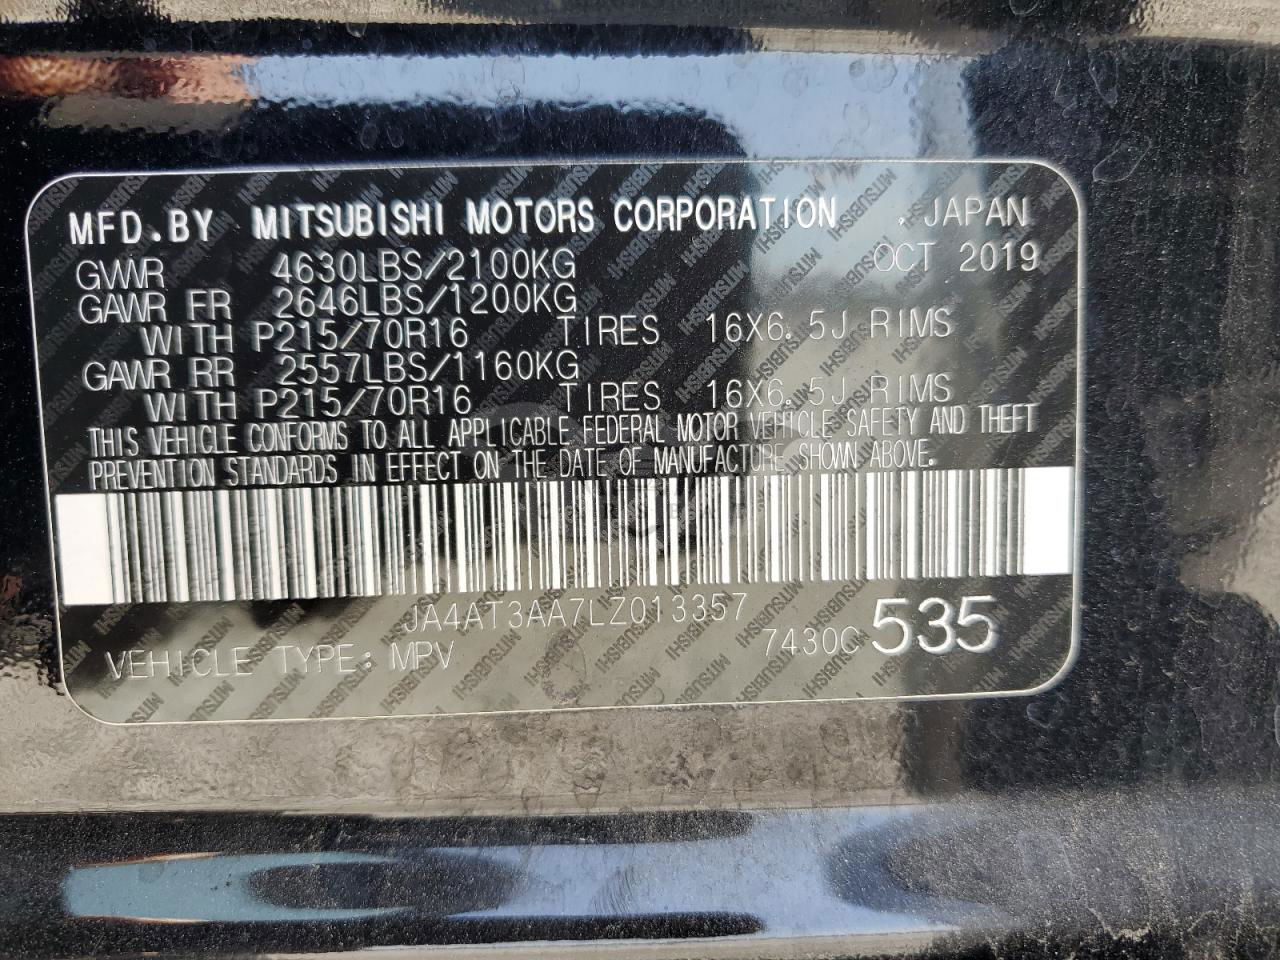 MFD.BY MITSUBISHI MOTORS CORPORATION , JAPAN
GVWR 4630LBS/2100KG OCT 2019
GAWR FR 2646LBS/1200KG
WITH P215/70R16 TIRES 16X6.5J RIMS
GAWR RR 2557LBS/1160KG
WITH P215/70R16 TIRES 16X6.5J RIMS
THIS VEHICLE CONFORMS TO ALL APPLICABLE FEDERAL MOTOR VEHICLE SAFETY AND THEFT
PREVENTION STANDARDS IN EFFECT ON THE DATE OF MANUFACTURE SHOWN ABOVE.
JA4AT3AA7LZ013357
VEHICLE TYPE: MPV 7430C 535